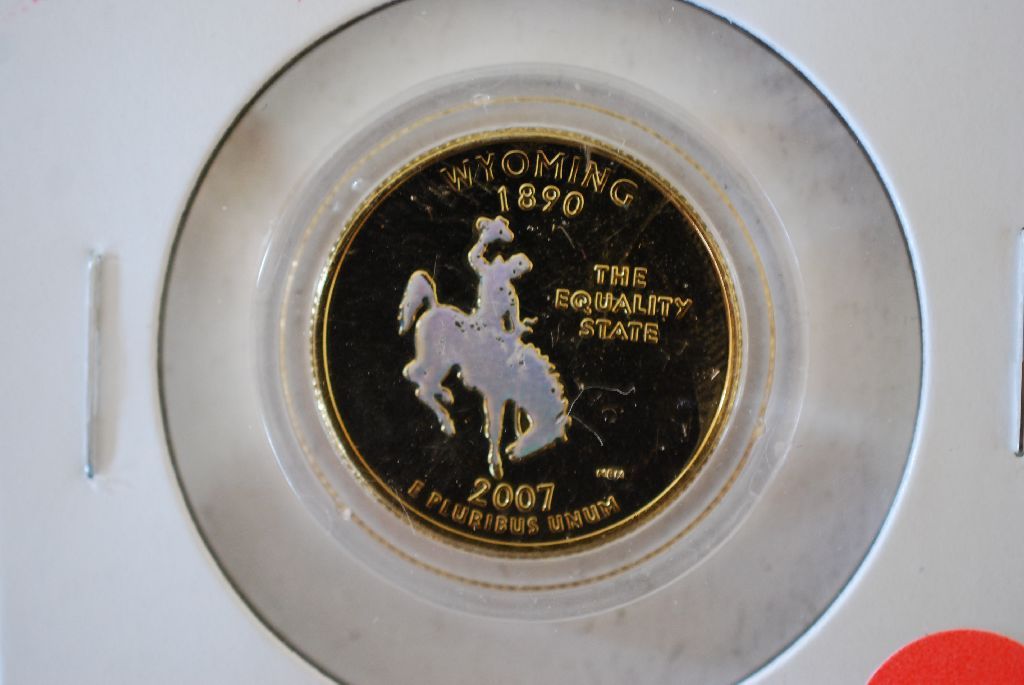 WYOMING
1890
THE
EQUALITY
STATE
2007
E PLURIBUS UNUM